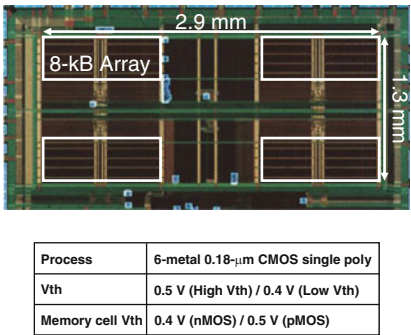 2.9 mm
8-kB Array
1.3 mm
Process 6-metal 0.18-μm CMOS single poly
Vth 0.5 V (High Vth) / 0.4 V (Low Vth)
Memory cell Vth 0.4 V (nMOS) / 0.5 V (pMOS)